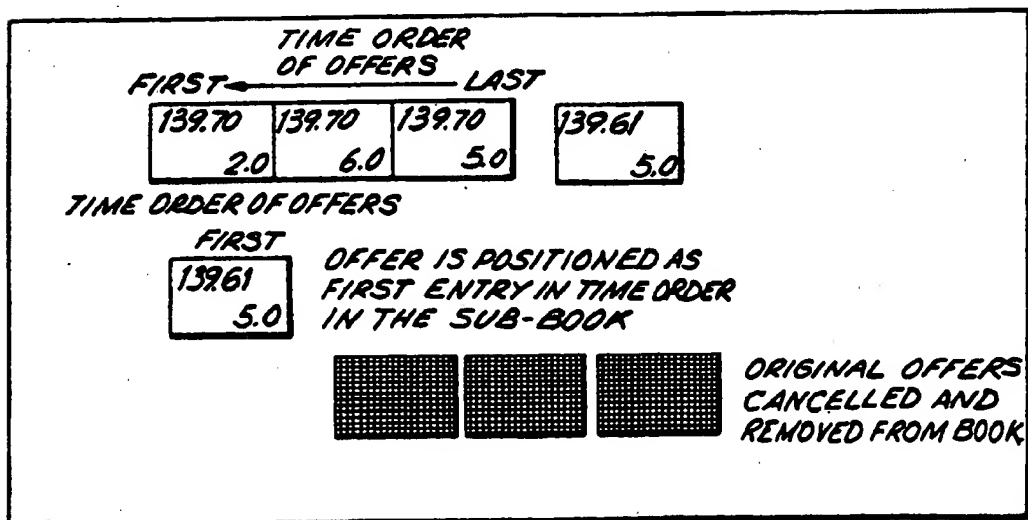 TIME ORDER
OF OFFERS
FIRST LAST
139.70 139.70 139.70 139.61
2.0 6.0 5.0 5.0
TIME ORDER OF OFFERS
FIRST
139.61
5.0
OFFER IS POSITIONED AS
FIRST ENTRY IN TIME ORDER
IN THE SUB-BOOK
ORIGINAL OFFERS
CANCELLED AND
REMOVED FROM BOOK